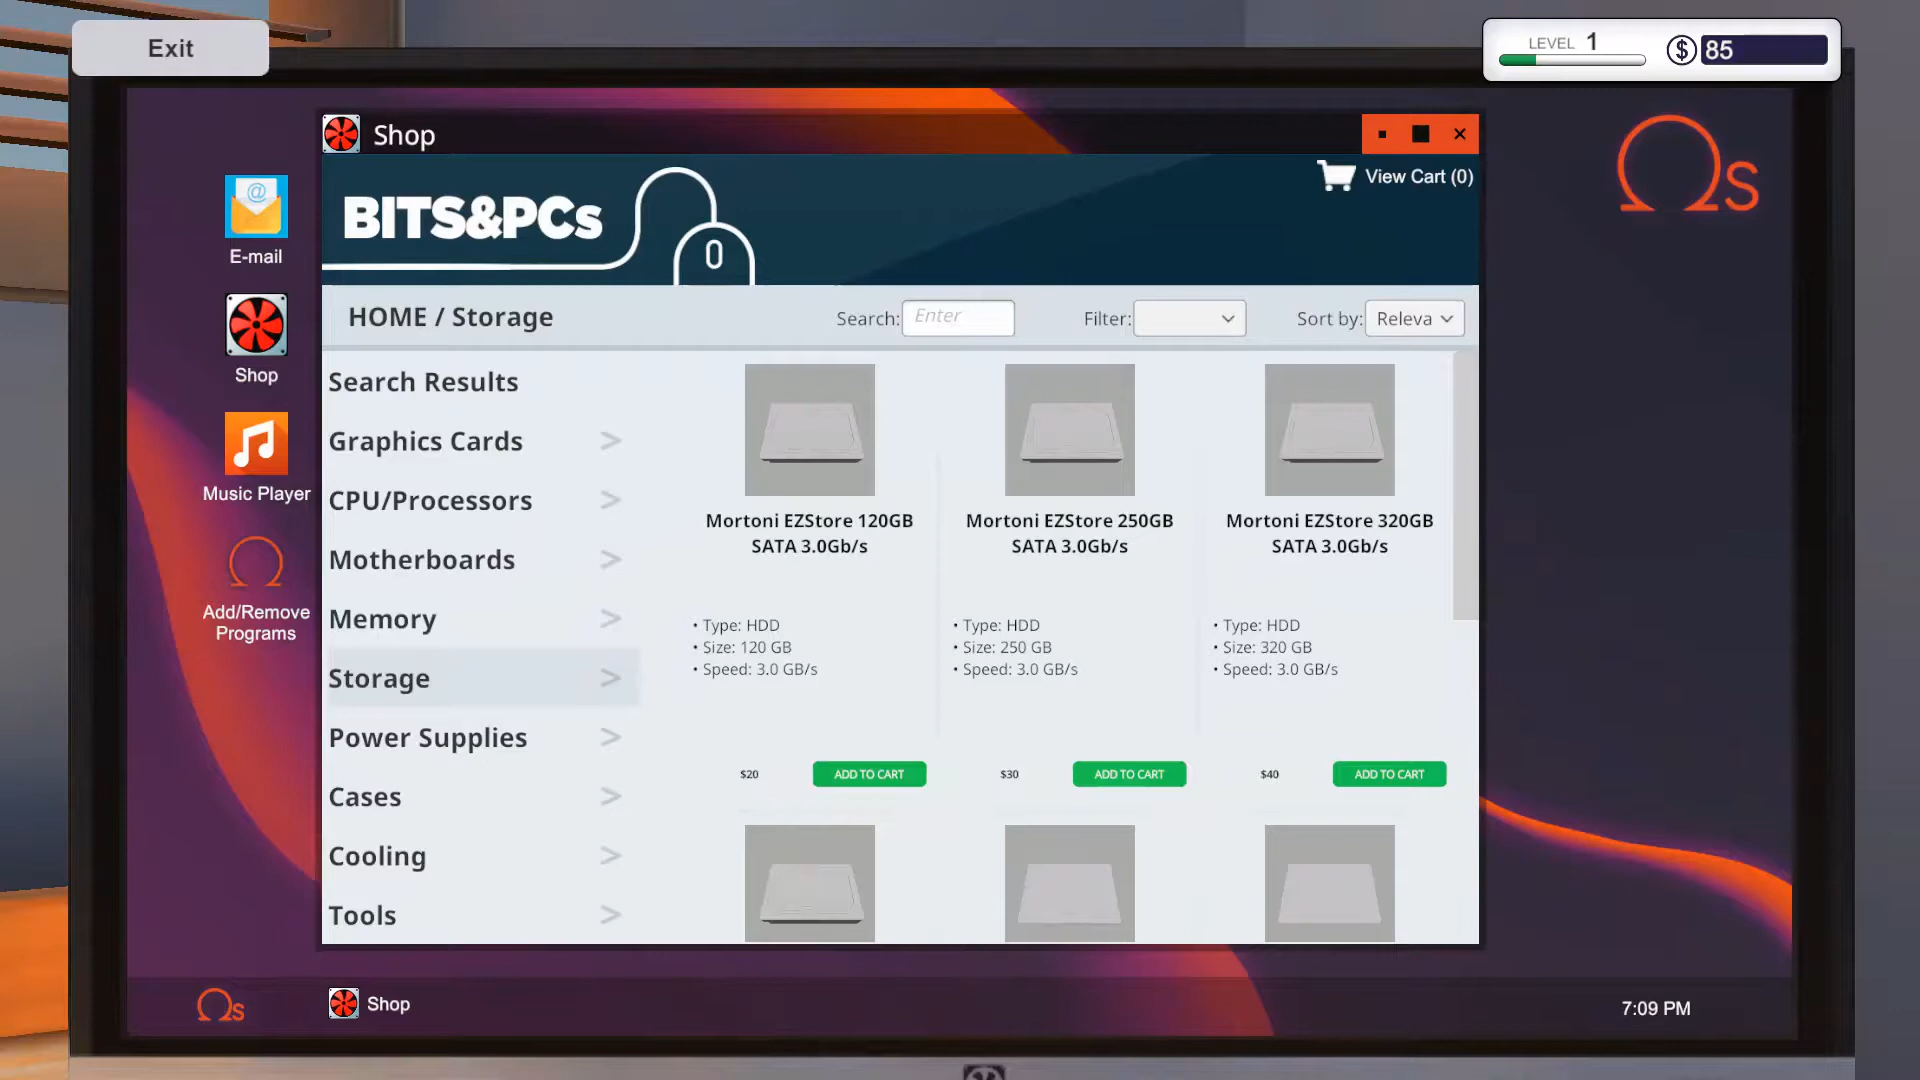 Exit
LEVEL 1
$ 85
Shop
View Cart (0)
BITS&PCs
Ωs
E-mail
Shop
Music Player
Add/Remove
Programs
HOME / Storage
Search: Enter
Filter:
Sort by: Releva
Search Results
Graphics Cards >
CPU/Processors >
Motherboards >
Memory >
Storage >
Power Supplies >
Cases >
Cooling >
Tools >
Mortoni EZStore 120GB
SATA 3.0Gb/s
• Type: HDD
• Size: 120 GB
• Speed: 3.0 GB/s
$20 ADD TO CART
Mortoni EZStore 250GB
SATA 3.0Gb/s
• Type: HDD
• Size: 250 GB
• Speed: 3.0 GB/s
$30 ADD TO CART
Mortoni EZStore 320GB
SATA 3.0Gb/s
• Type: HDD
• Size: 320 GB
• Speed: 3.0 GB/s
$40 ADD TO CART
Ωs
Shop
7:09 PM